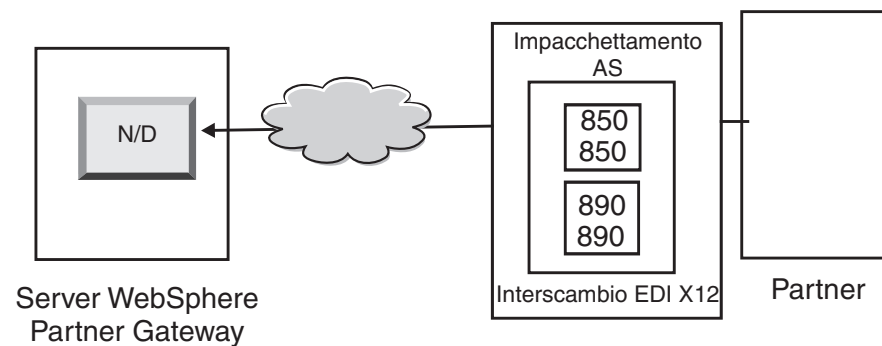 Impacchettamento
AS
N/D
850
850
890
890
Interscambio EDI X12
Partner
Server WebSphere
Partner Gateway